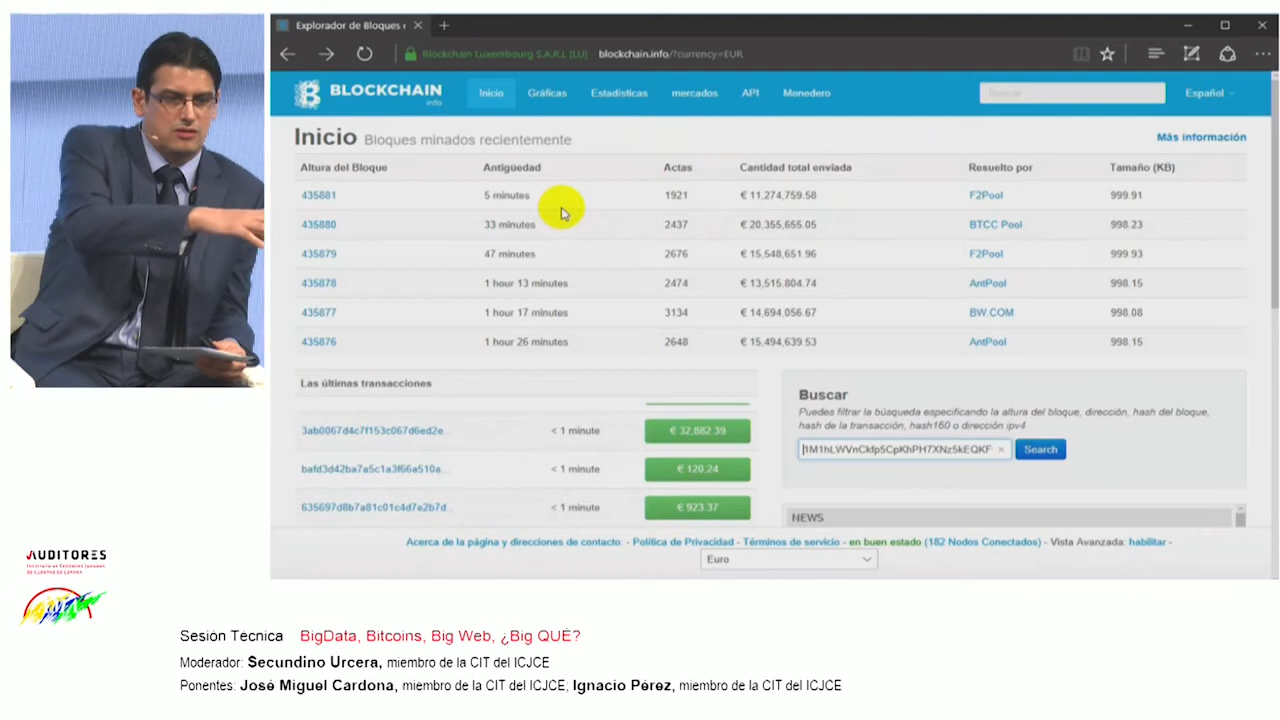 Explorador de Bloques
Blockchain Luxembourg S.A.R.L [LU] blockchain.info/?currency=EUR
BLOCKCHAIN info Inicio Gráficas Estadísticas mercados API Monedero Buscar Español
Inicio Bloques minados recientemente Más información
Altura del Bloque Antigüedad Actas Cantidad total enviada Resuelto por Tamaño (KB)
435881 5 minutes 1921 € 11,274,759.58 F2Pool 999.91
435880 33 minutes 2437 € 20,355,655.05 BTCC Pool 998.23
435879 47 minutes 2676 € 15,548,651.96 F2Pool 999.93
435878 1 hour 13 minutes 2474 € 13,515,804.74 AntPool 998.15
435877 1 hour 17 minutes 3134 € 14,694,056.67 BW.COM 998.08
435876 1 hour 26 minutes 2648 € 15,494,639.53 AntPool 998.15
Las últimas transacciones
3ab0067d4c7f153c067d6ed2e... < 1 minute € 32,882.39
bafd3d42ba7a5c1a3f66a510a... < 1 minute € 120.24
635697d8b7a81c01c4d7e2b7d... < 1 minute € 923.37
Buscar
Puedes filtrar la búsqueda especificando la altura del bloque, dirección, hash del bloque,
hash de la transacción, hash160 o dirección ipv4
1M1hLWVnCkfp5CpKhPH7XNz5kEQKF Search
NEWS
Acerca de la página y direcciones de contacto: - Política de Privacidad - Términos de servicio - en buen estado (182 Nodos Conectados) - Vista Avanzada: habilitar -
Euro
AUDITORES
Sesión Técnica BigData, Bitcoins, Big Web, ¿Big QUÉ?
Moderador: Secundino Urcera, miembro de la CIT del ICJCE
Ponentes: José Miguel Cardona, miembro de la CIT del ICJCE; Ignacio Pérez, miembro de la CIT del ICJCE